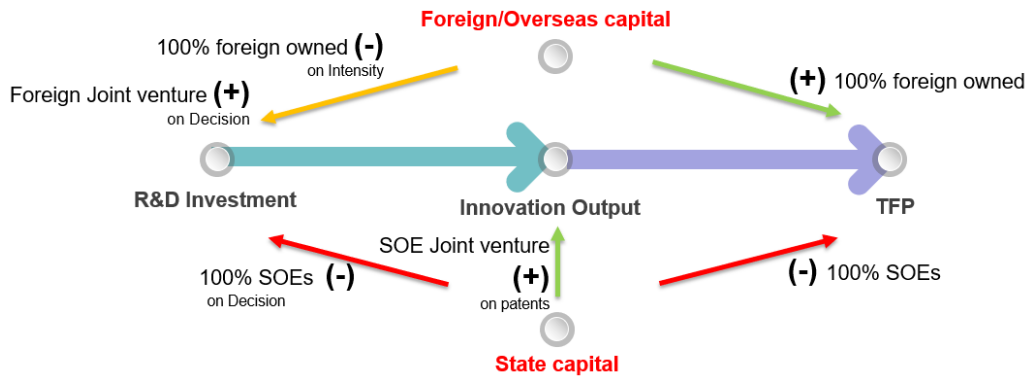 Foreign/Overseas capital
100% foreign owned (-)
on Intensity
Foreign Joint venture (+)
on Decision
(+) 100% foreign owned
R&D Investment
Innovation Output
TFP
SOE Joint venture
(+)
on patents
100% SOEs (-)
on Decision
(-) 100% SOEs
State capital